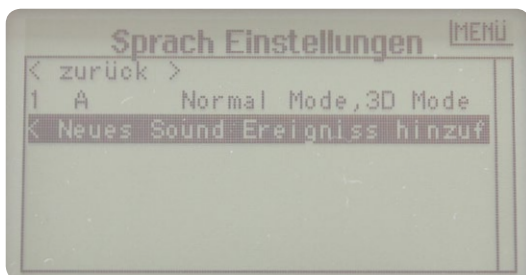 Sprach Einstellungen MENÜ
< zurück >
1 A Normal Mode,3D Mode
< Neues Sound Ereigniss hinzuf